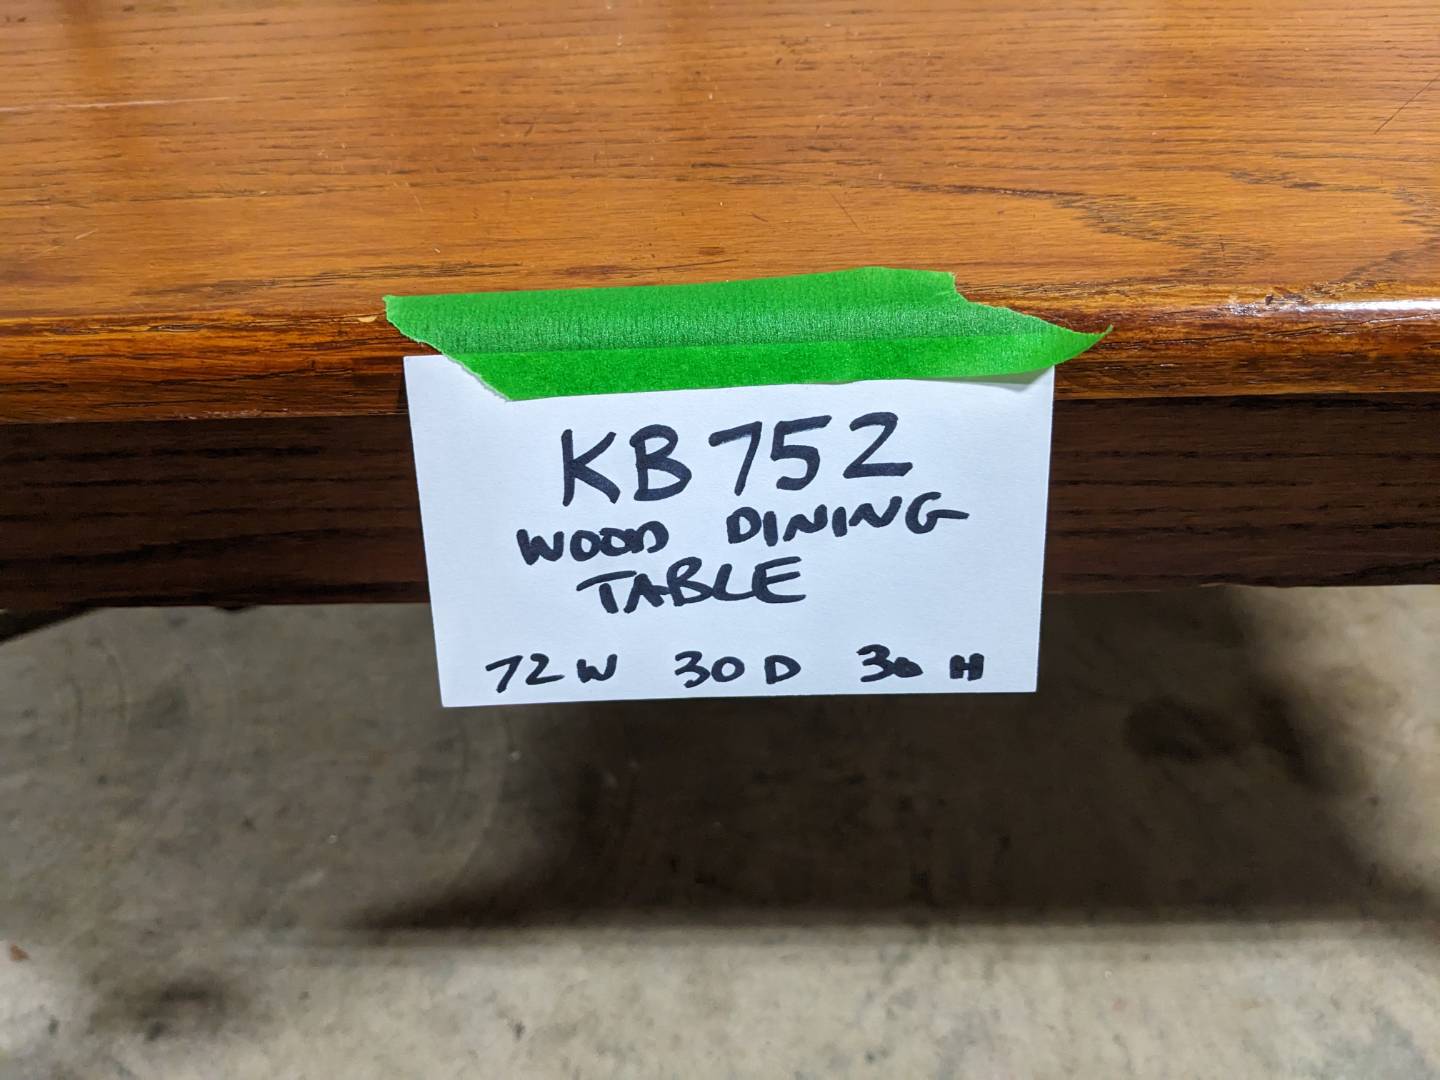 KB752
WOOD DINING
TABLE
72W 30D 30H